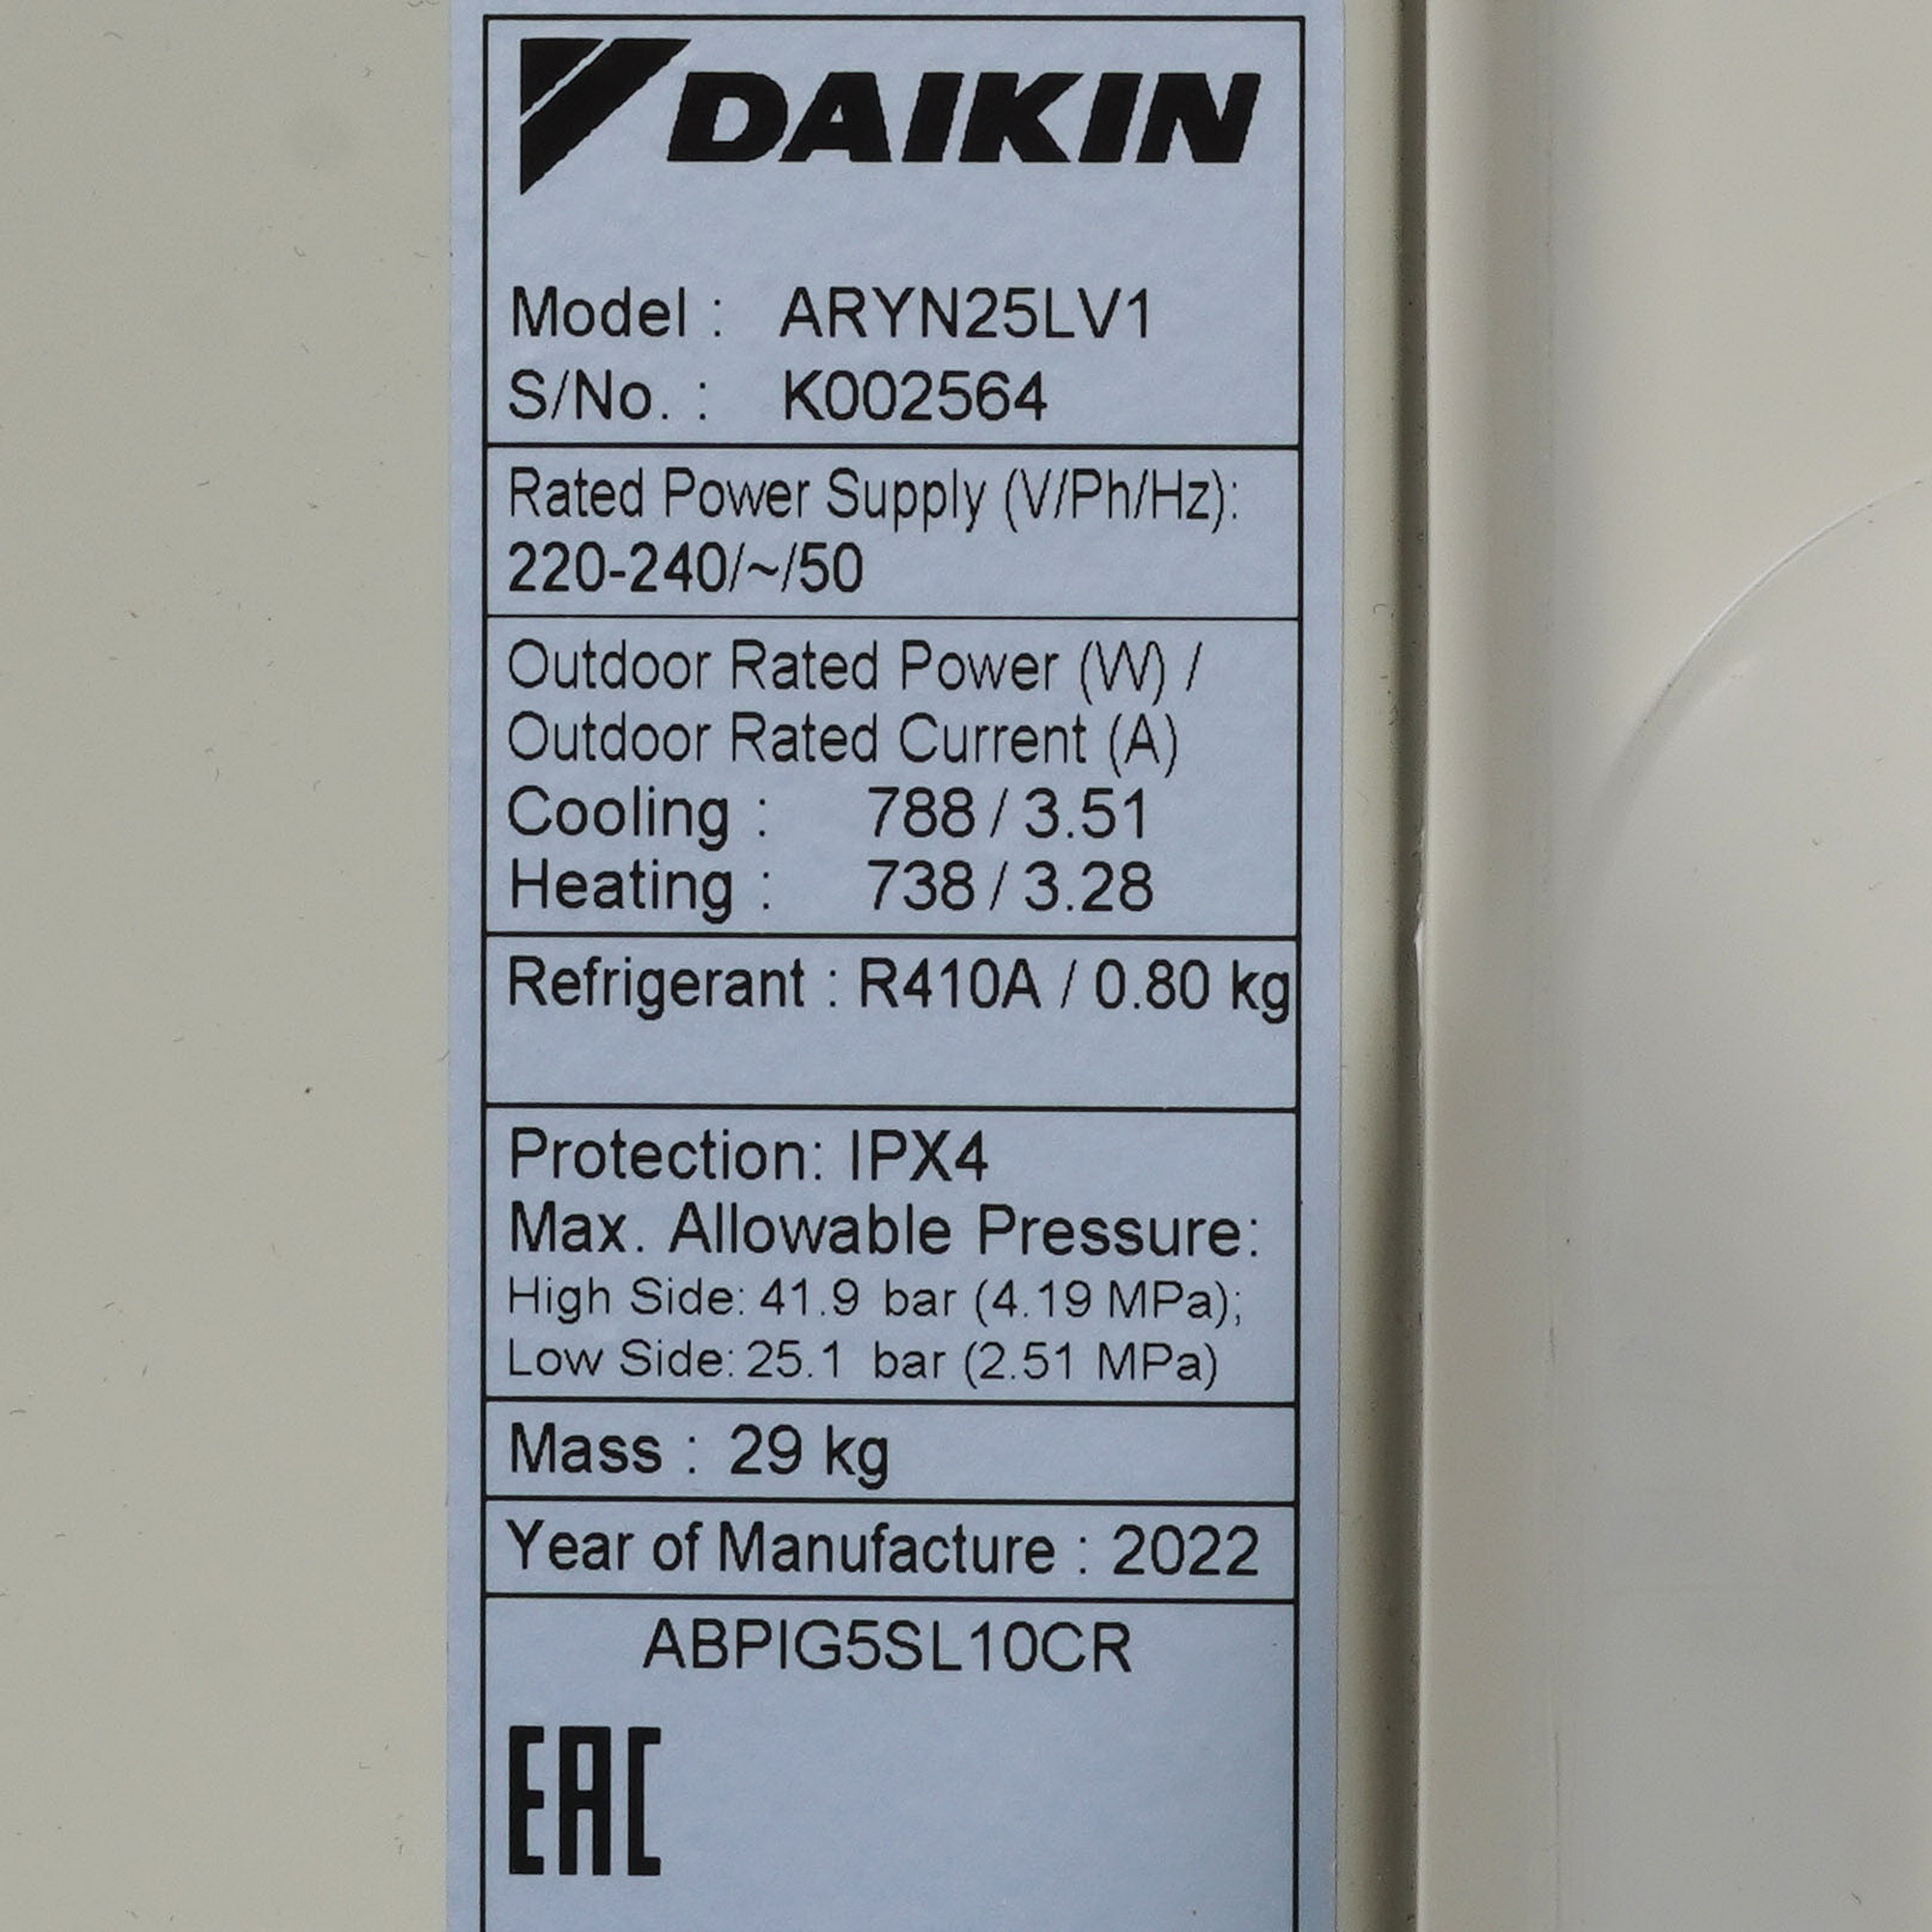 DAIKIN
Model : ARYN25LV1
S/No. : K002564
Rated Power Supply (V/Ph/Hz):
220-240/~/50
Outdoor Rated Power (W) /
Outdoor Rated Current (A)
Cooling : 788 / 3.51
Heating : 738 / 3.28
Refrigerant : R410A / 0.80 kg
Protection: IPX4
Max. Allowable Pressure:
High Side: 41.9 bar (4.19 MPa);
Low Side: 25.1 bar (2.51 MPa)
Mass : 29 kg
Year of Manufacture : 2022
ABPIG5SL10CR
EAC